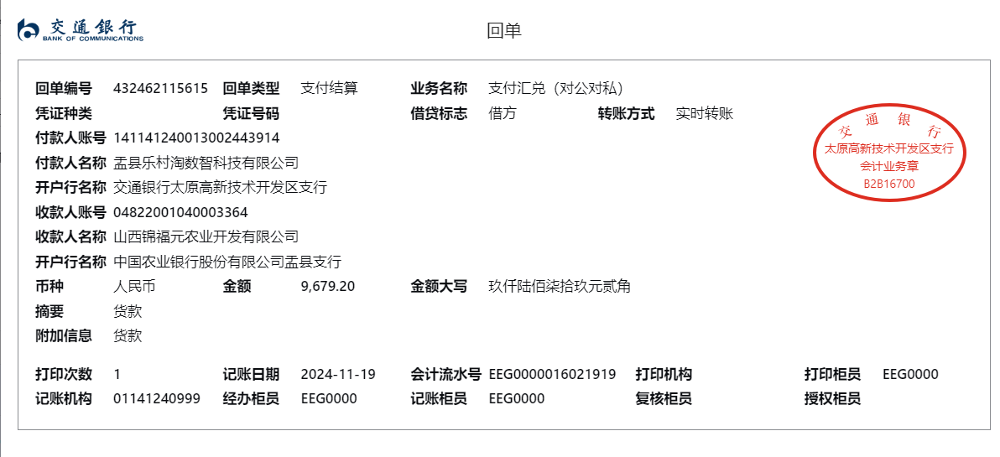 交通銀行
BANK OF COMMUNICATIONS
回单
回单编号 432462115615 回单类型 支付结算 业务名称 支付汇兑（对公对私）
凭证种类 凭证号码 借贷标志 借方 转账方式 实时转账
付款人账号 141141240013002443914
付款人名称 盂县乐村淘数智科技有限公司
开户行名称 交通银行太原高新技术开发区支行
收款人账号 04822001040003364
收款人名称 山西锦福元农业开发有限公司
开户行名称 中国农业银行股份有限公司盂县支行
币种 人民币 金额 9,679.20 金额大写 玖仟陆佰柒拾玖元贰角
摘要 货款
附加信息 货款
打印次数 1 记账日期 2024-11-19 会计流水号 EEG0000016021919 打印机构 打印柜员 EEG0000
记账机构 01141240999 经办柜员 EEG0000 记账柜员 EEG0000 复核柜员 授权柜员
交通银行
太原高新技术开发区支行
会计业务章
B2B16700